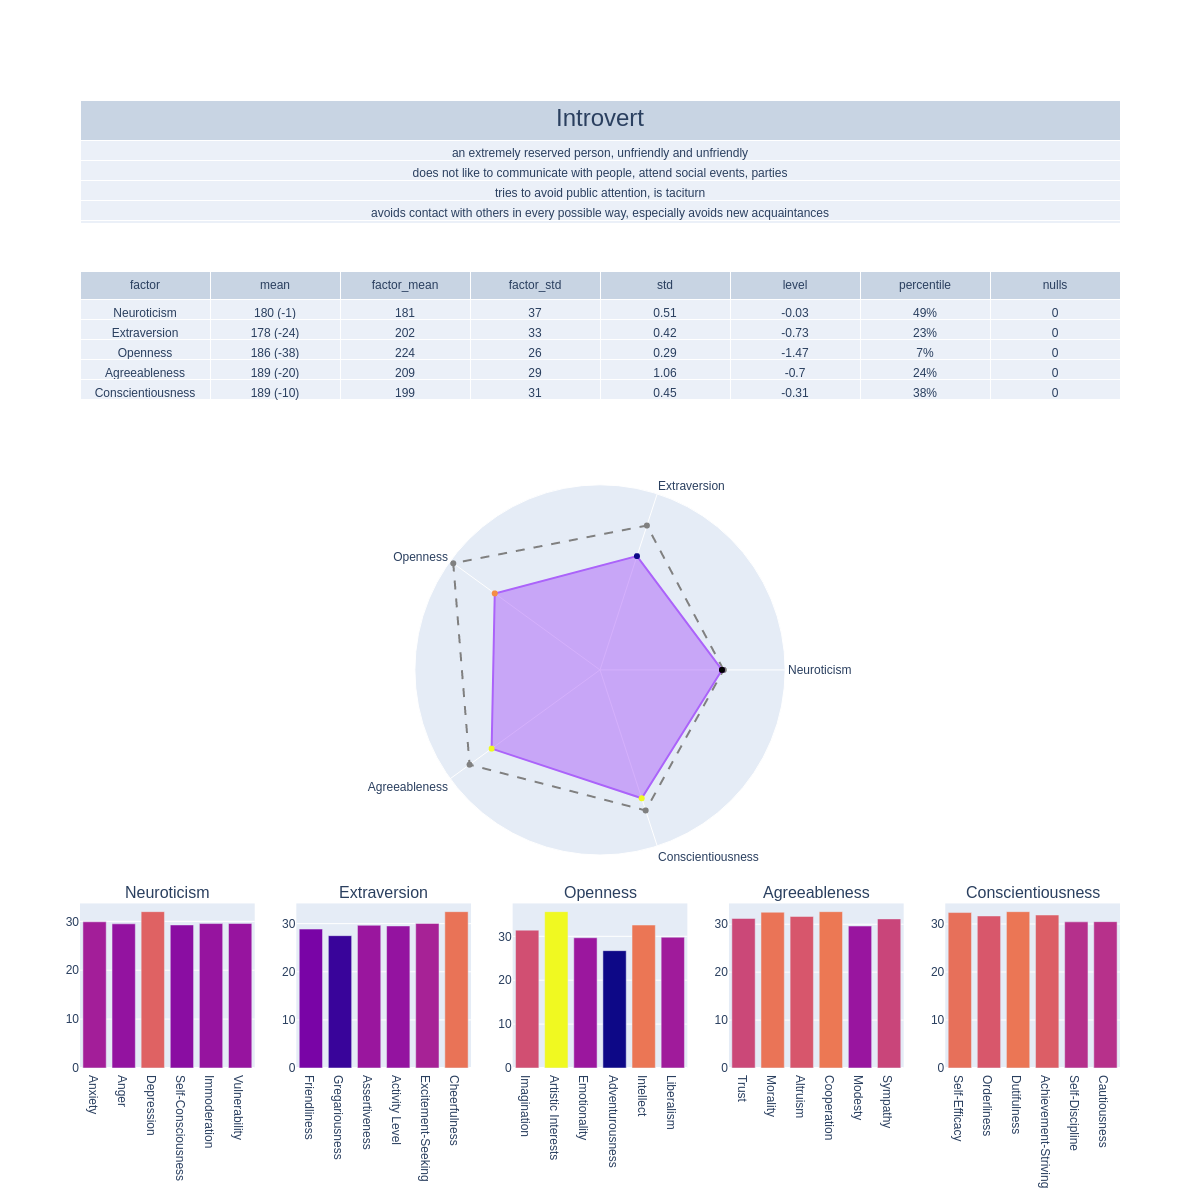 Introvert
an extremely reserved person, unfriendly and unfriendly
does not like to communicate with people, attend social events, parties
tries to avoid public attention, is taciturn
avoids contact with others in every possible way, especially avoids new acquaintances
factor mean factor_mean factor_std std level percentile nulls
Neuroticism 180 (-1) 181 37 0.51 -0.03 49% 0
Extraversion 178 (-24) 202 33 0.42 -0.73 23% 0
Openness 186 (-38) 224 26 0.29 -1.47 7% 0
Agreeableness 189 (-20) 209 29 1.06 -0.7 24% 0
Conscientiousness 189 (-10) 199 31 0.45 -0.31 38% 0
Extraversion
Openness
Neuroticism
Agreeableness
Conscientiousness
Neuroticism
30
20
10
0
Anxiety
Anger
Depression
Self-Consciousness
Immoderation
Vulnerability
Extraversion
30
20
10
0
Friendliness
Gregariousness
Assertiveness
Activity Level
Excitement-Seeking
Cheerfulness
Openness
30
20
10
0
Imagination
Artistic Interests
Emotionality
Adventurousness
Intellect
Liberalism
Agreeableness
30
20
10
0
Trust
Morality
Altruism
Cooperation
Modesty
Sympathy
Conscientiousness
30
20
10
0
Self-Efficacy
Orderliness
Dutifulness
Achievement-Striving
Self-Discipline
Cautiousness